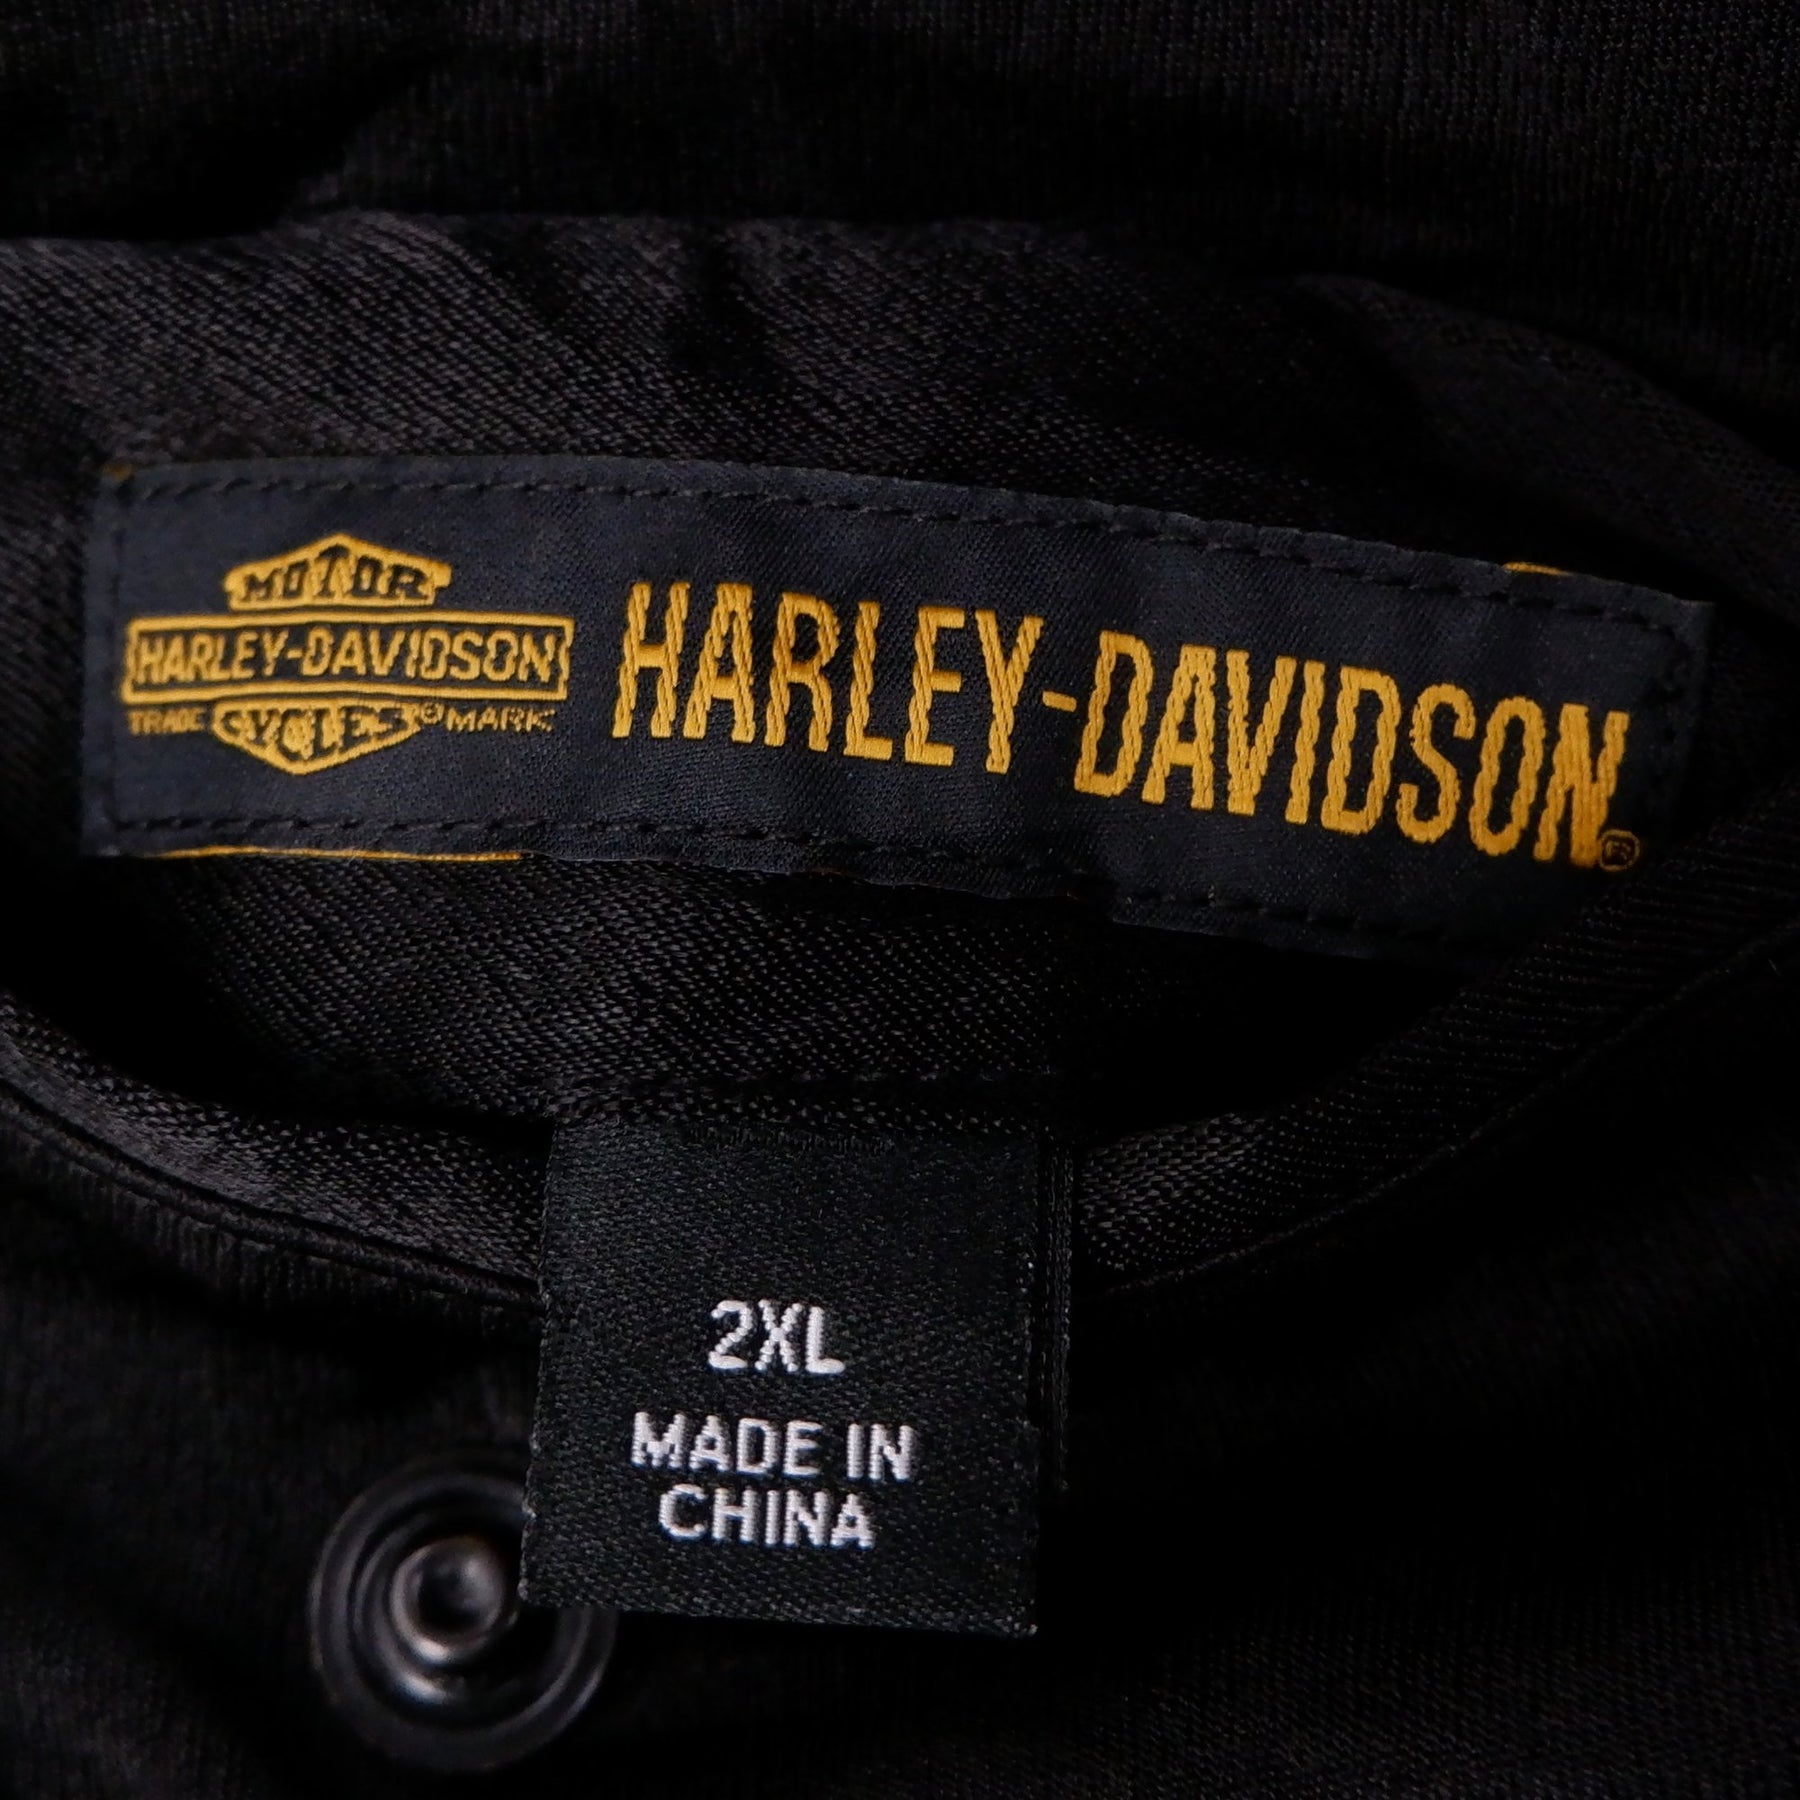 MOTOR
HARLEY-DAVIDSON
TRADE CYCLES ® MARK
HARLEY-DAVIDSON®
2XL
MADE IN
CHINA